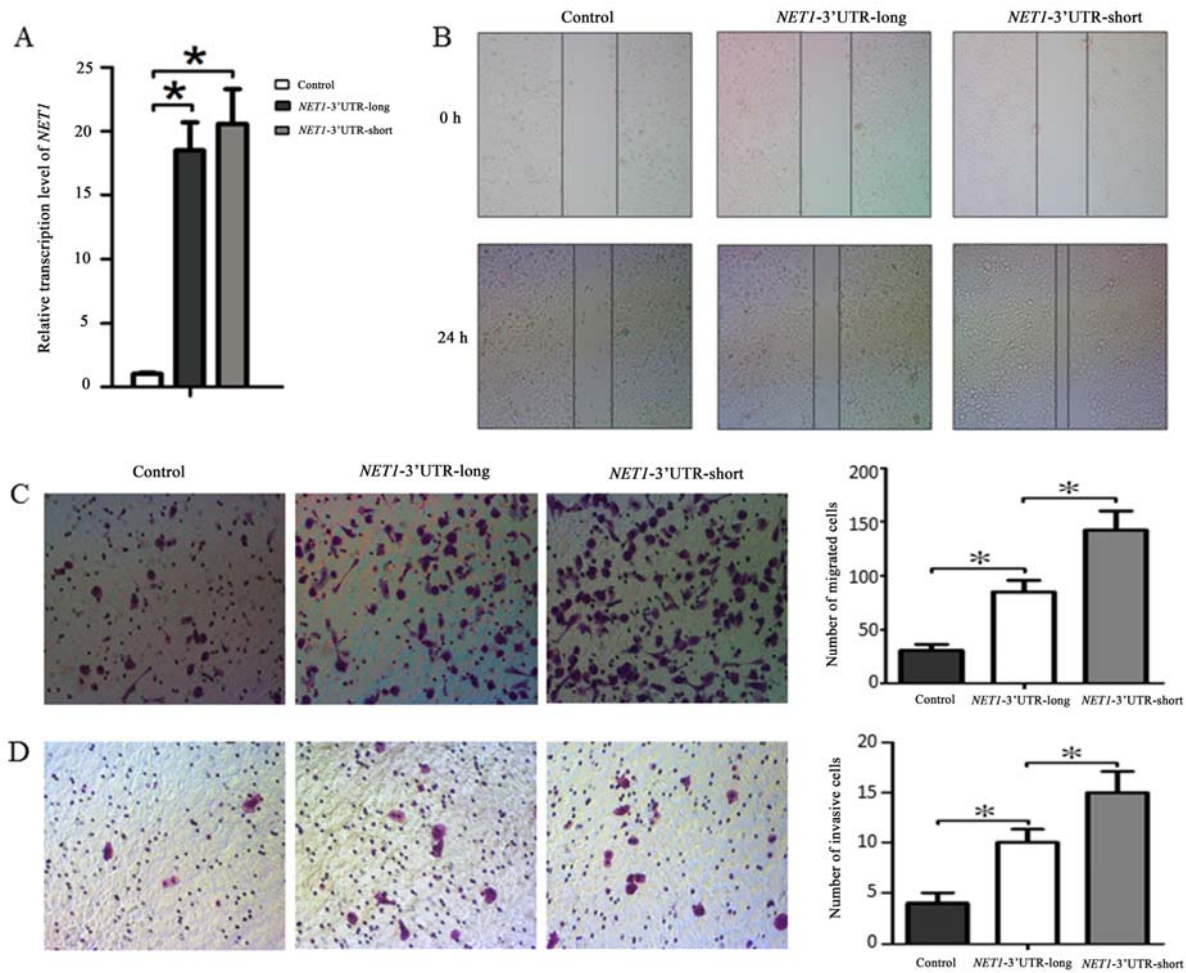 A
Relative transcription level of NET1
25
20
15
10
5
0
*
*
Control
NET1-3'UTR-long
NET1-3'UTR-short
B
Control
NET1-3'UTR-long
NET1-3'UTR-short
0 h
24 h
C
Control
NET1-3'UTR-long
NET1-3'UTR-short
Number of migrated cells
200
150
100
50
0
*
*
Control
NET1-3'UTR-long
NET1-3'UTR-short
D
Number of invasive cells
20
15
10
5
0
*
*
Control
NET1-3'UTR-long
NET1-3'UTR-short